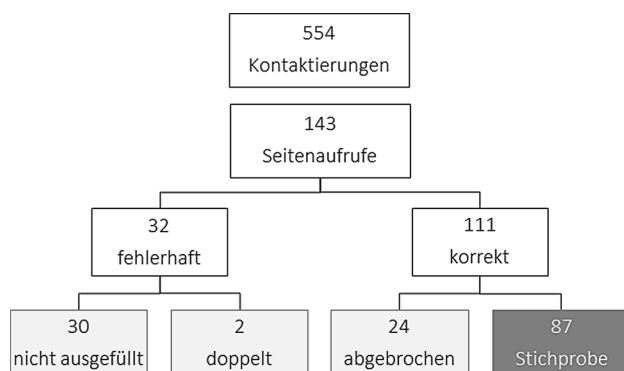 554
Kontaktierungen
143
Seitenaufrufe
32
fehlerhaft
111
korrekt
30
nicht ausgefüllt
2
doppelt
24
abgebrochen
87
Stichprobe